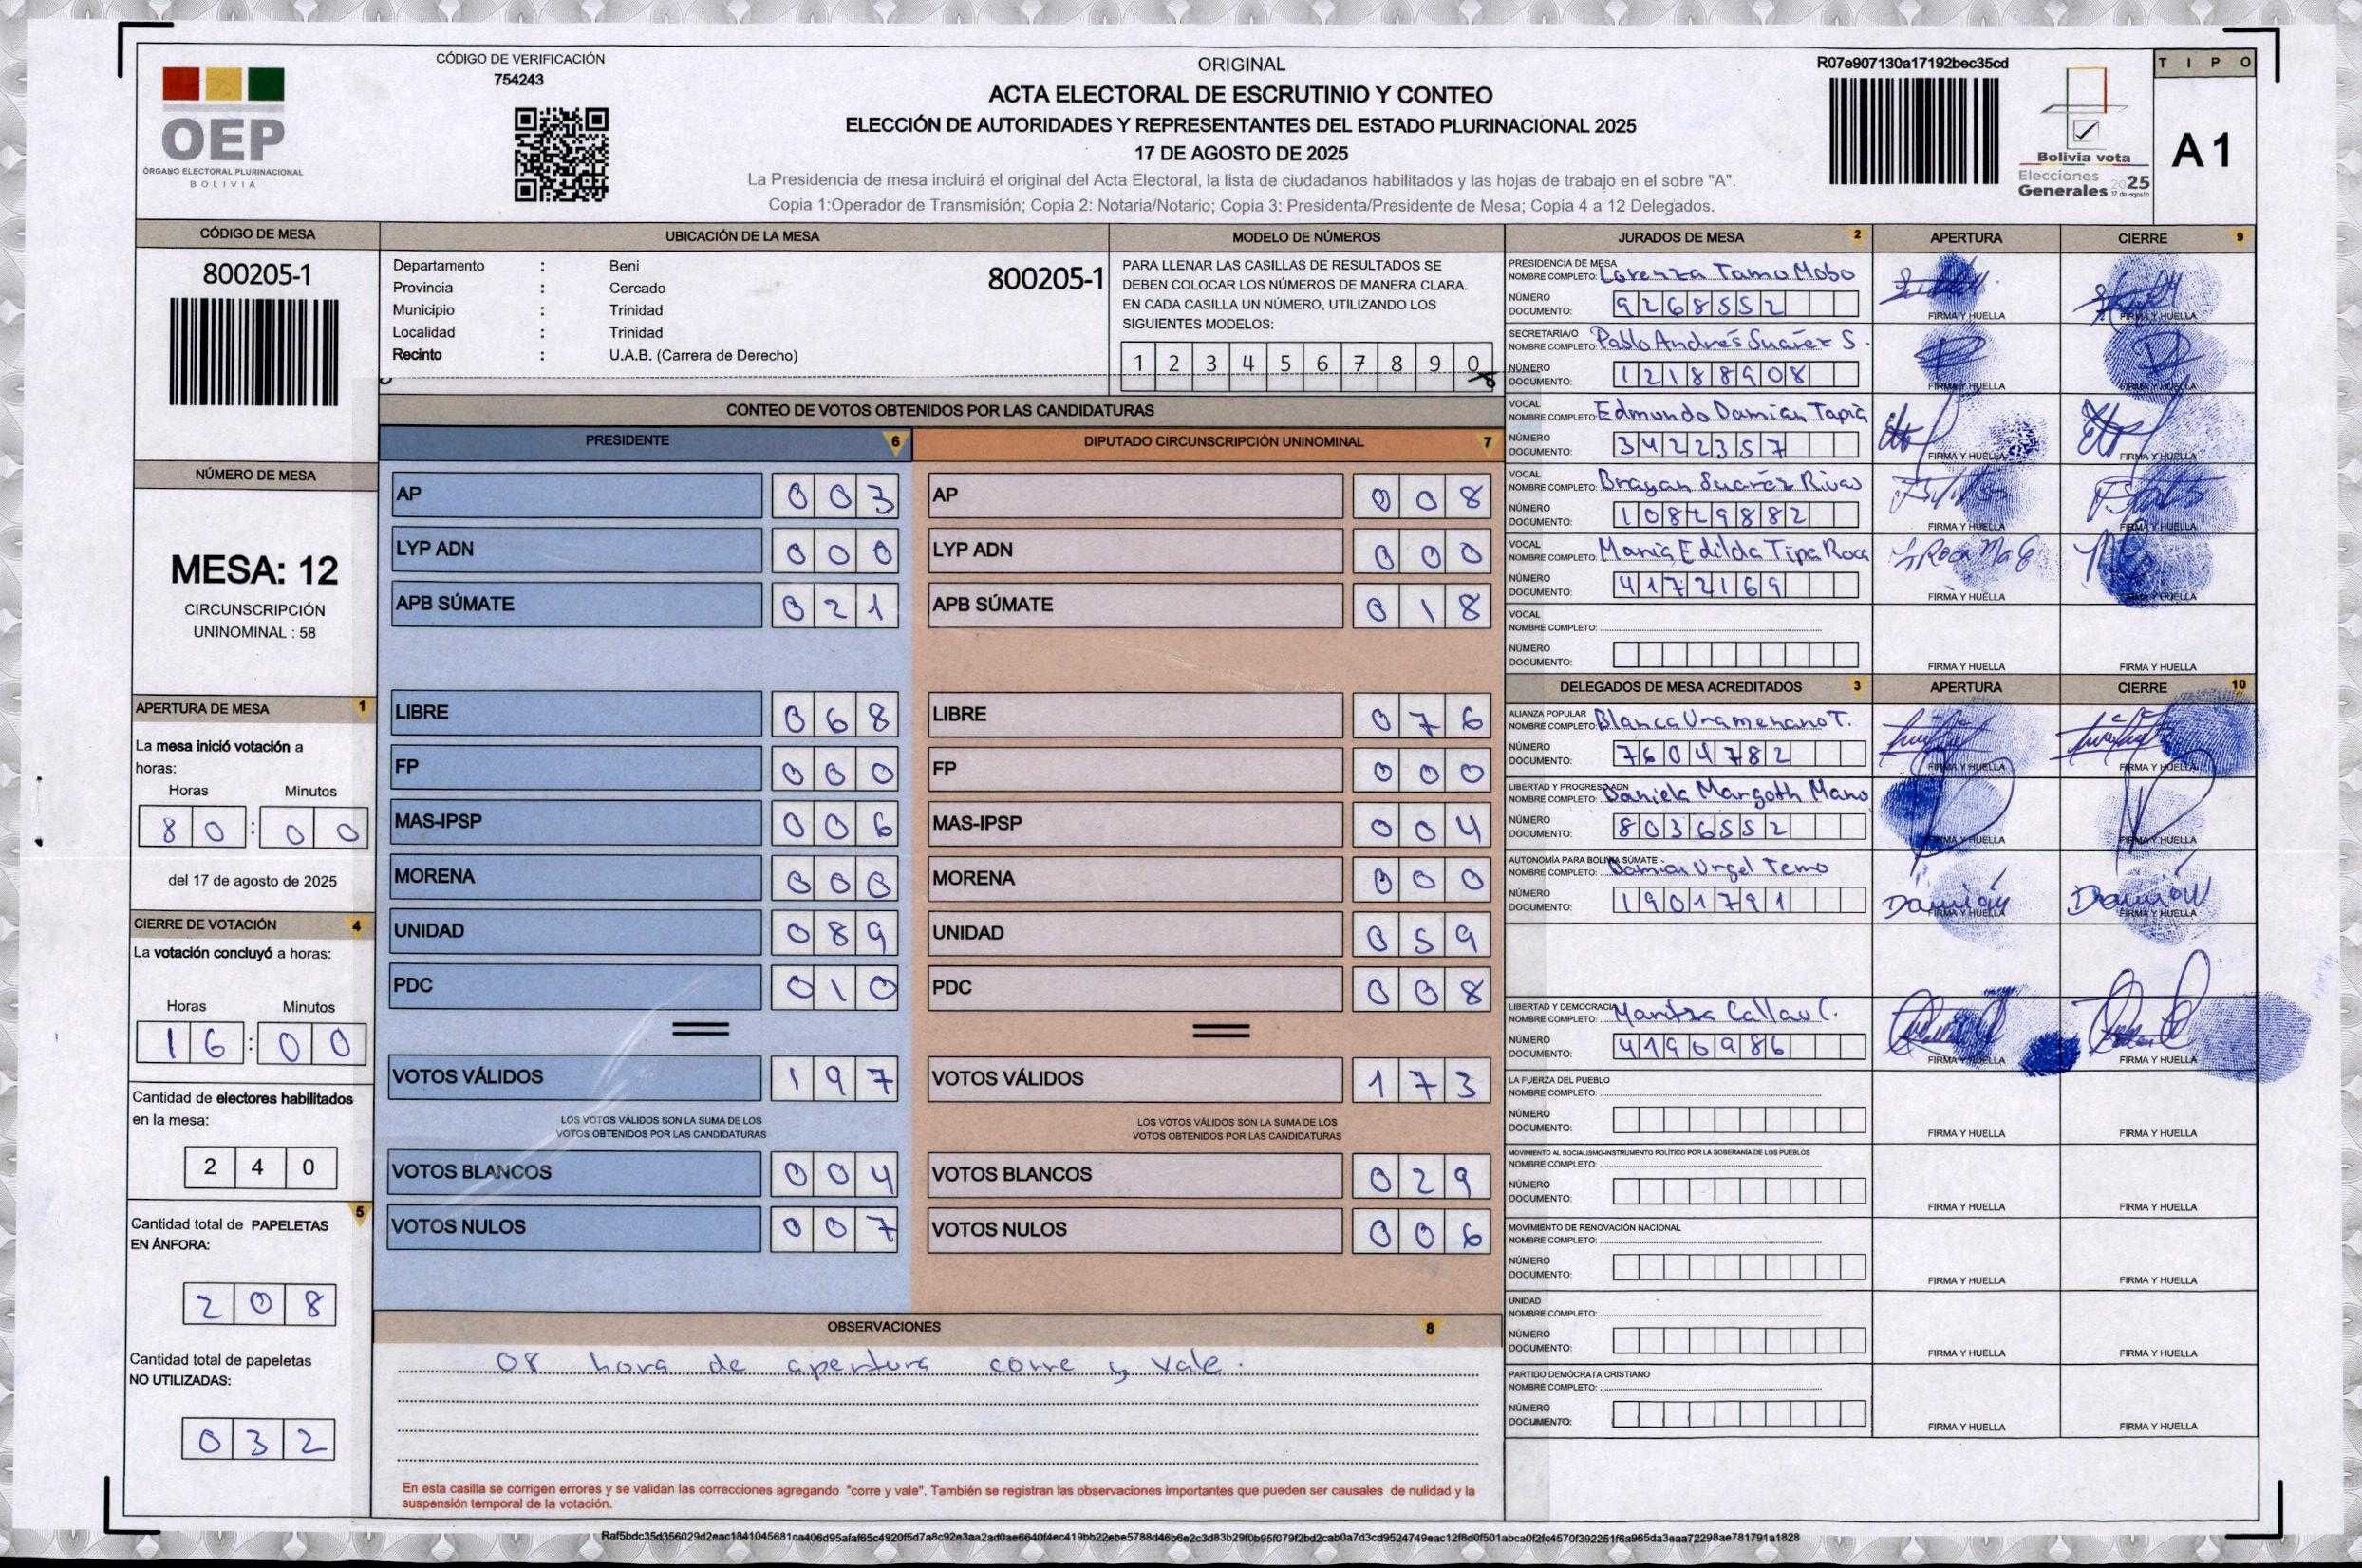 CÓDIGO DE VERIFICACIÓN
754243
OEP
ÓRGANO ELECTORAL PLURINACIONAL
BOLIVIA
ORIGINAL
ACTA ELECTORAL DE ESCRUTINIO Y CONTEO
ELECCIÓN DE AUTORIDADES Y REPRESENTANTES DEL ESTADO PLURINACIONAL 2025
17 DE AGOSTO DE 2025
La Presidencia de mesa incluirá el original del Acta Electoral, la lista de ciudadanos habilitados y las hojas de trabajo en el sobre "A".
Copia 1:Operador de Transmisión; Copia 2: Notaria/Notario; Copia 3: Presidenta/Presidente de Mesa; Copia 4 a 12 Delegados.
R07e907130a17192bec35cd
Bolivia vota
Elecciones
Generales 2025
17 de agosto
TIPO
A1
CÓDIGO DE MESA
800205-1
NÚMERO DE MESA
MESA: 12
CIRCUNSCRIPCIÓN
UNINOMINAL : 58
APERTURA DE MESA 1
La mesa inició votación a
horas:
Horas Minutos
80:00
del 17 de agosto de 2025
CIERRE DE VOTACIÓN 4
La votación concluyó a horas:
Horas Minutos
16:00
Cantidad de electores habilitados
en la mesa:
240
5
Cantidad total de PAPELETAS
EN ÁNFORA:
208
Cantidad total de papeletas
NO UTILIZADAS:
032
UBICACIÓN DE LA MESA
Departamento : Beni
Provincia : Cercado
Municipio : Trinidad
Localidad : Trinidad
Recinto : U.A.B. (Carrera de Derecho)
800205-1
MODELO DE NÚMEROS
PARA LLENAR LAS CASILLAS DE RESULTADOS SE
DEBEN COLOCAR LOS NÚMEROS DE MANERA CLARA.
EN CADA CASILLA UN NÚMERO, UTILIZANDO LOS
SIGUIENTES MODELOS:
1 2 3 4 5 6 7 8 9 0
CONTEO DE VOTOS OBTENIDOS POR LAS CANDIDATURAS
PRESIDENTE 6
AP 003
LYP ADN 000
APB SÚMATE 021
LIBRE 068
FP 000
MAS-IPSP 006
MORENA 000
UNIDAD 089
PDC 010
VOTOS VÁLIDOS 197
LOS VOTOS VÁLIDOS SON LA SUMA DE LOS
VOTOS OBTENIDOS POR LAS CANDIDATURAS
VOTOS BLANCOS 004
VOTOS NULOS 007
DIPUTADO CIRCUNSCRIPCIÓN UNINOMINAL 7
AP 008
LYP ADN 000
APB SÚMATE 018
LIBRE 076
FP 000
MAS-IPSP 004
MORENA 000
UNIDAD 059
PDC 008
VOTOS VÁLIDOS 173
LOS VOTOS VÁLIDOS SON LA SUMA DE LOS
VOTOS OBTENIDOS POR LAS CANDIDATURAS
VOTOS BLANCOS 029
VOTOS NULOS 006
OBSERVACIONES 8
08 hora de apertura corre y vale.
En esta casilla se corrigen errores y se validan las correcciones agregando "corre y vale". También se registran las observaciones importantes que pueden ser causales de nulidad y la
suspensión temporal de la votación.
JURADOS DE MESA 2 APERTURA CIERRE 9
PRESIDENCIA DE MESA
NOMBRE COMPLETO: Lorenza Tamo Mobo
NÚMERO
DOCUMENTO: 9268552 FIRMA Y HUELLA FIRMA Y HUELLA
SECRETARIA/O
NOMBRE COMPLETO: Pablo Andrés Suarez S.
NÚMERO
DOCUMENTO: 12188908 FIRMA Y HUELLA FIRMA Y HUELLA
VOCAL
NOMBRE COMPLETO: Edmundo Damian Tapia
NÚMERO
DOCUMENTO: 3422357 FIRMA Y HUELLA FIRMA Y HUELLA
VOCAL
NOMBRE COMPLETO: Brayan Suaréz Rivas
NÚMERO
DOCUMENTO: 10829882 FIRMA Y HUELLA FIRMA Y HUELLA
VOCAL
NOMBRE COMPLETO: Maria Edilda Tipa Roca
NÚMERO
DOCUMENTO: 4172169 FIRMA Y HUELLA FIRMA Y HUELLA
VOCAL
NOMBRE COMPLETO:
NÚMERO
DOCUMENTO: FIRMA Y HUELLA FIRMA Y HUELLA
DELEGADOS DE MESA ACREDITADOS 3 APERTURA CIERRE 10
ALIANZA POPULAR
NOMBRE COMPLETO: Blanca T.
NÚMERO
DOCUMENTO: 7604782 FIRMA Y HUELLA FIRMA Y HUELLA
LIBERTAD Y PROGRESO ADN
NOMBRE COMPLETO: Daniela Margoth Mano
NÚMERO
DOCUMENTO: 8036552 FIRMA Y HUELLA FIRMA Y HUELLA
AUTONOMÍA PARA BOLIVIA SÚMATE
NOMBRE COMPLETO: Damian Urgel Temo
NÚMERO
DOCUMENTO: 1901791 Damián FIRMA Y HUELLA Damián FIRMA Y HUELLA
LIBERTAD Y DEMOCRACIA
NOMBRE COMPLETO: Maritza Callau C.
NÚMERO
DOCUMENTO: 4190986 FIRMA Y HUELLA FIRMA Y HUELLA
LA FUERZA DEL PUEBLO
NOMBRE COMPLETO:
NÚMERO
DOCUMENTO: FIRMA Y HUELLA FIRMA Y HUELLA
MOVIMIENTO AL SOCIALISMO-INSTRUMENTO POLÍTICO POR LA SOBERANÍA DE LOS PUEBLOS
NOMBRE COMPLETO:
NÚMERO
DOCUMENTO: FIRMA Y HUELLA FIRMA Y HUELLA
MOVIMIENTO DE RENOVACIÓN NACIONAL
NOMBRE COMPLETO:
NÚMERO
DOCUMENTO: FIRMA Y HUELLA FIRMA Y HUELLA
UNIDAD
NOMBRE COMPLETO:
NÚMERO
DOCUMENTO: FIRMA Y HUELLA FIRMA Y HUELLA
PARTIDO DEMÓCRATA CRISTIANO
NOMBRE COMPLETO:
NÚMERO
DOCUMENTO: FIRMA Y HUELLA FIRMA Y HUELLA